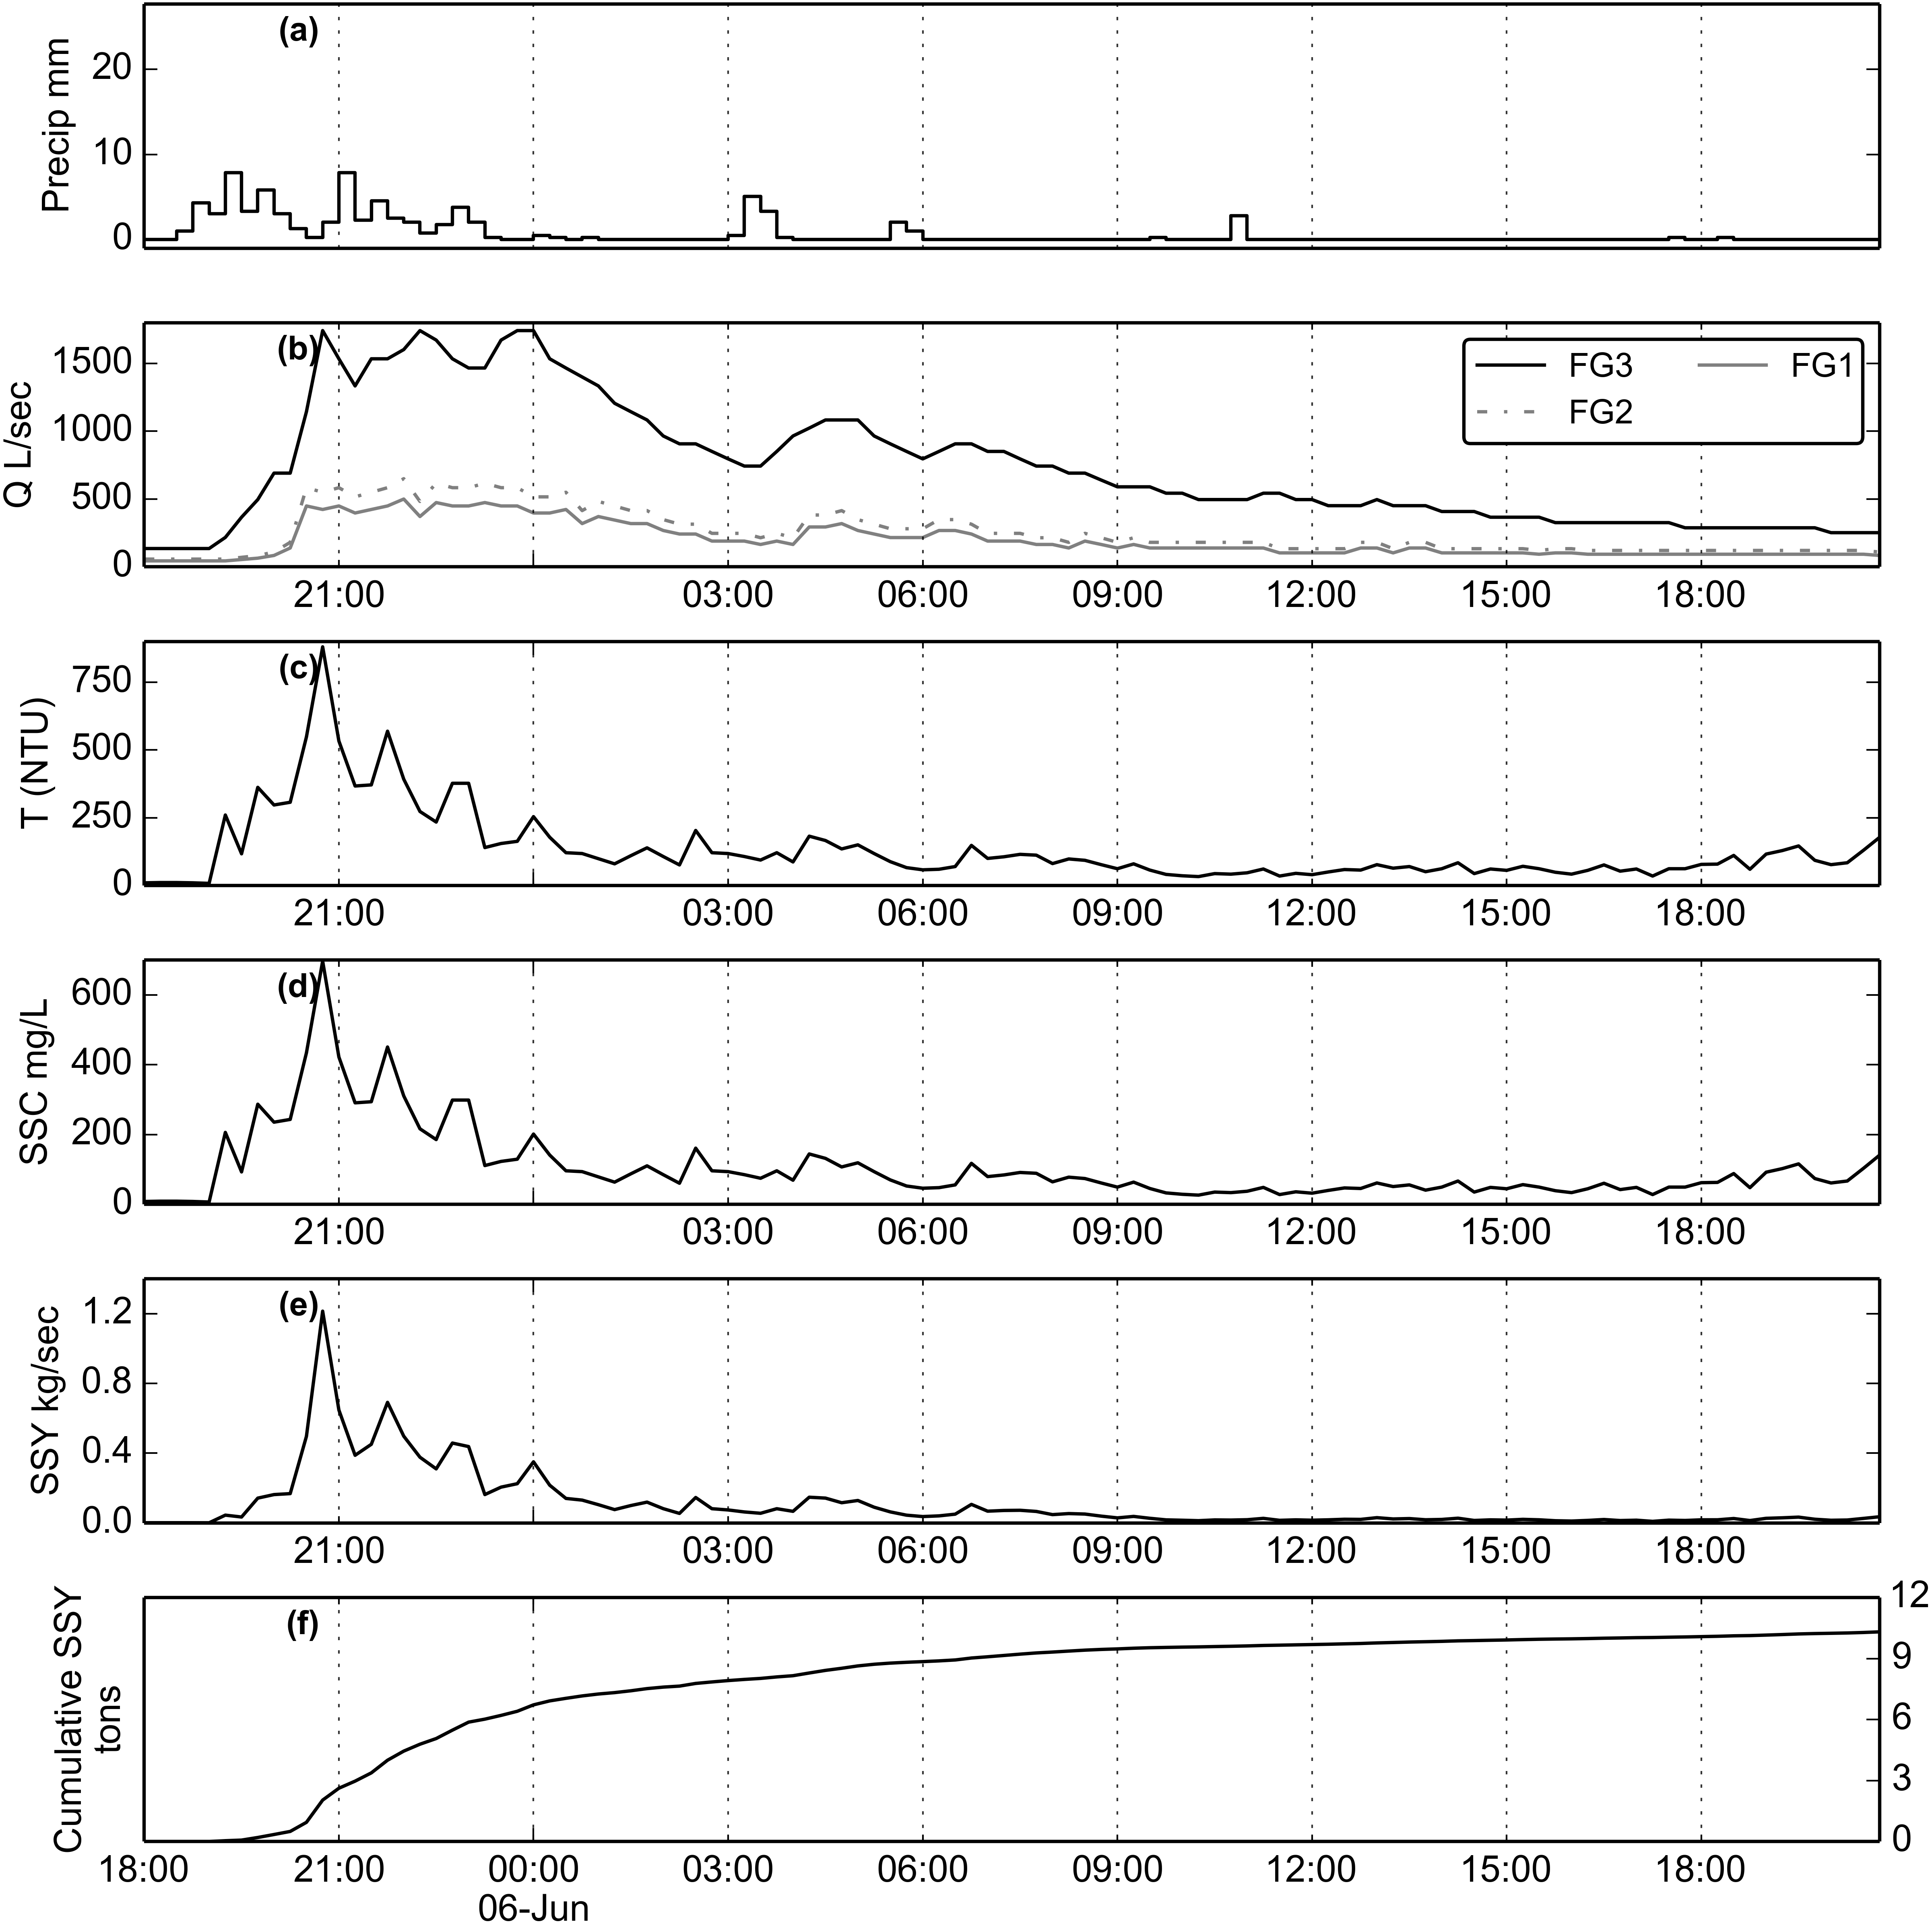 (a)
Precip mm
20
10
0
(b)
Q L/sec
1500
1000
500
0
FG3
FG1
FG2
21:00 03:00 06:00 09:00 12:00 15:00 18:00
(c)
T (NTU)
750
500
250
0
21:00 03:00 06:00 09:00 12:00 15:00 18:00
(d)
SSC mg/L
600
400
200
0
21:00 03:00 06:00 09:00 12:00 15:00 18:00
(e)
SSY kg/sec
1.2
0.8
0.4
0.0
21:00 03:00 06:00 09:00 12:00 15:00 18:00
(f)
Cumulative SSY
tons
12
9
6
3
0
18:00 21:00 00:00 03:00 06:00 09:00 12:00 15:00 18:00
06-Jun